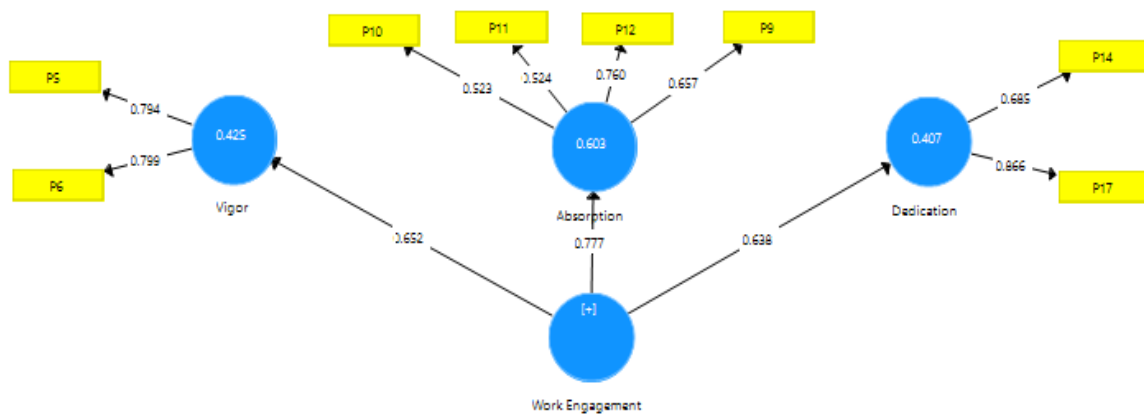 P10
P11
P12
P9
P5
P14
0.794
0.523
0.524
0.760
0.657
0.685
0.425
0.603
0.407
0.799
0.866
P6
P17
Vigor
Absorption
Dedication
0.652
0.777
0.638
[+]
Work Engagement